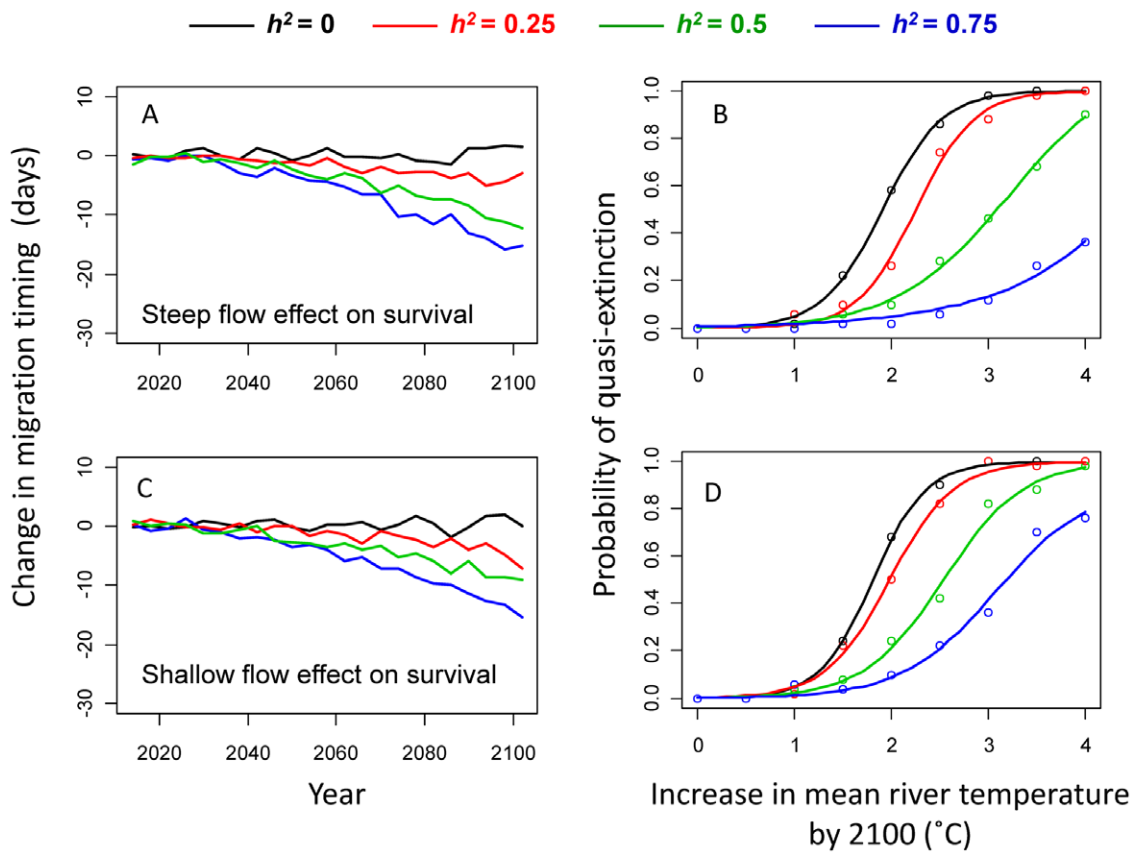 h² = 0 h² = 0.25 h² = 0.5 h² = 0.75
Change in migration timing (days)
A
10
0
-10
-20
-30
Steep flow effect on survival
2020 2040 2060 2080 2100
C
10
0
-10
-20
-30
Shallow flow effect on survival
2020 2040 2060 2080 2100
Year
Probability of quasi-extinction
B
1.0
0.8
0.6
0.4
0.2
0.0
0 1 2 3 4
D
1.0
0.8
0.6
0.4
0.2
0.0
0 1 2 3 4
Increase in mean river temperature
by 2100 (˚C)